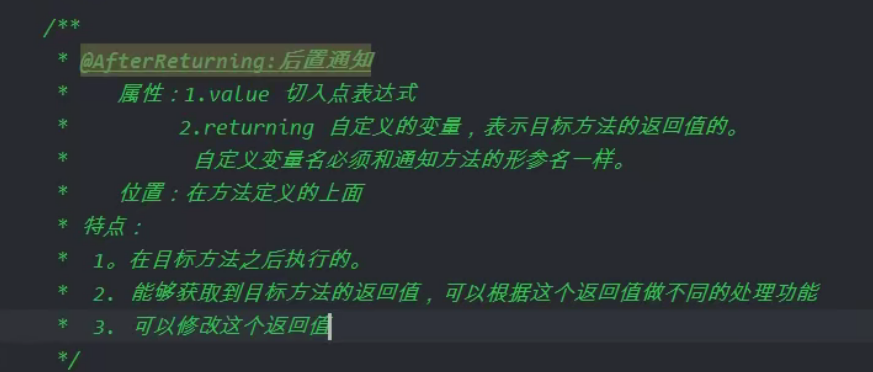 /**
* @AfterReturning:后置通知
* 属性：1.value 切入点表达式
* 2.returning 自定义的变量，表示目标方法的返回值的。
* 自定义变量名必须和通知方法的形参名一样。
* 位置：在方法定义的上面
* 特点：
* 1。在目标方法之后执行的。
* 2. 能够获取到目标方法的返回值，可以根据这个返回值做不同的处理功能
* 3. 可以修改这个返回值
*/